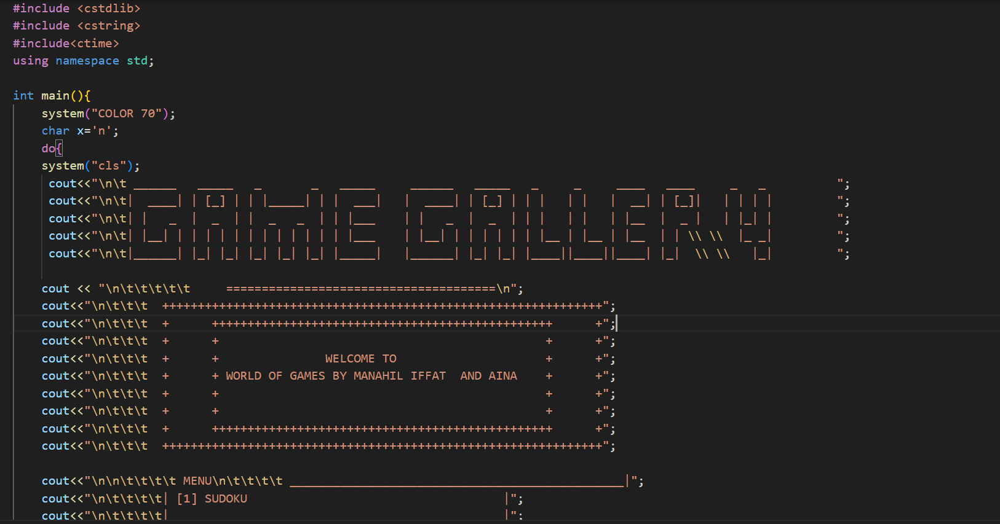 #include <cstdlib>
#include <cstring>
#include<ctime>
using namespace std;

int main(){
    system("COLOR 70");
    char x='n';
    do{
    system("cls");
     cout<<"\n\t ______   _____   _       _   _____     ______   _____   _     _     ____   ____     _   _          ";
     cout<<"\n\t|  ____| | [_] | | |_____| | |  ___|   |  ____| | [_] | | |   | |   |  __| | [_]|   | | | |         ";
     cout<<"\n\t| |   _  |  _  | |  _   _  | | |___    | |   _  |  _  | | |   | |   | |__  |  _ |   | |_| |         ";
     cout<<"\n\t| |__| | | | | | | | | | | | | |___    | |__| | | | | | | |__ | |__ | |__  | | \\ \\  |_ _|         ";
     cout<<"\n\t|______| |_| |_| |_| |_| |_| |_____|   |______| |_| |_| |____||____||____| |_|  \\ \\   |_|         ";

    cout << "\n\t\t\t\t\t     ======================================\n";
    cout<<"\n\t\t\t  ++++++++++++++++++++++++++++++++++++++++++++++++++++++++++++++";
    cout<<"\n\t\t\t  +      ++++++++++++++++++++++++++++++++++++++++++++++++      +";
    cout<<"\n\t\t\t  +      +                                              +      +";
    cout<<"\n\t\t\t  +      +               WELCOME TO                     +      +";
    cout<<"\n\t\t\t  +      + WORLD OF GAMES BY MANAHIL IFFAT  AND AINA    +      +";
    cout<<"\n\t\t\t  +      +                                              +      +";
    cout<<"\n\t\t\t  +      +                                              +      +";
    cout<<"\n\t\t\t  +      ++++++++++++++++++++++++++++++++++++++++++++++++      +";
    cout<<"\n\t\t\t  ++++++++++++++++++++++++++++++++++++++++++++++++++++++++++++++";

    cout<<"\n\n\t\t\t\t\t MENU\n\t\t\t\t _______________________________________________|";
    cout<<"\n\t\t\t\t| [1] SUDOKU                                    |";
    cout<<"\n\t\t\t\t|                                               |";